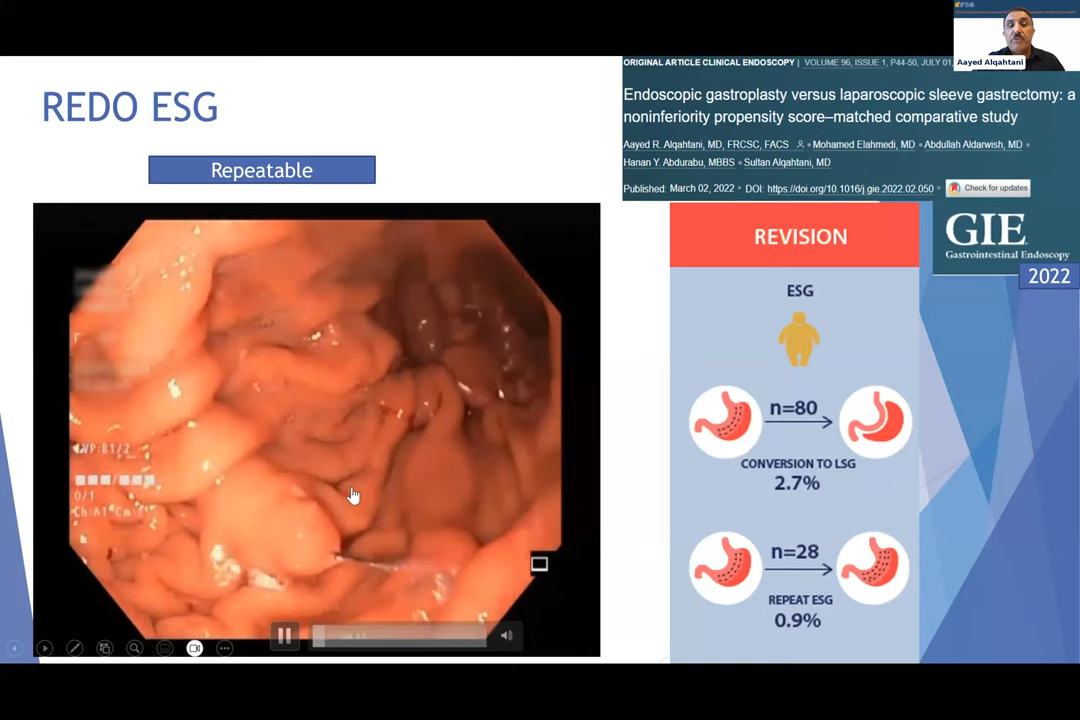 IFSO
Aayed Alqahtani
ORIGINAL ARTICLE CLINICAL ENDOSCOPY | VOLUME 96, ISSUE 1, P44-50, JULY 01
Endoscopic gastroplasty versus laparoscopic sleeve gastrectomy: a
noninferiority propensity score–matched comparative study
Aayed R. Alqahtani, MD, FRCSC, FACS • Mohamed Elahmedi, MD • Abdullah Aldarwish, MD •
Hanan Y. Abdurabu, MBBS • Sultan Alqahtani, MD
Published: March 02, 2022 • DOI: https://doi.org/10.1016/j.gie.2022.02.050 •
Check for updates
REDO ESG
Repeatable
0/1
GIE
Gastrointestinal Endoscopy
2022
REVISION
ESG
n=80
CONVERSION TO LSG
2.7%
n=28
REPEAT ESG
0.9%